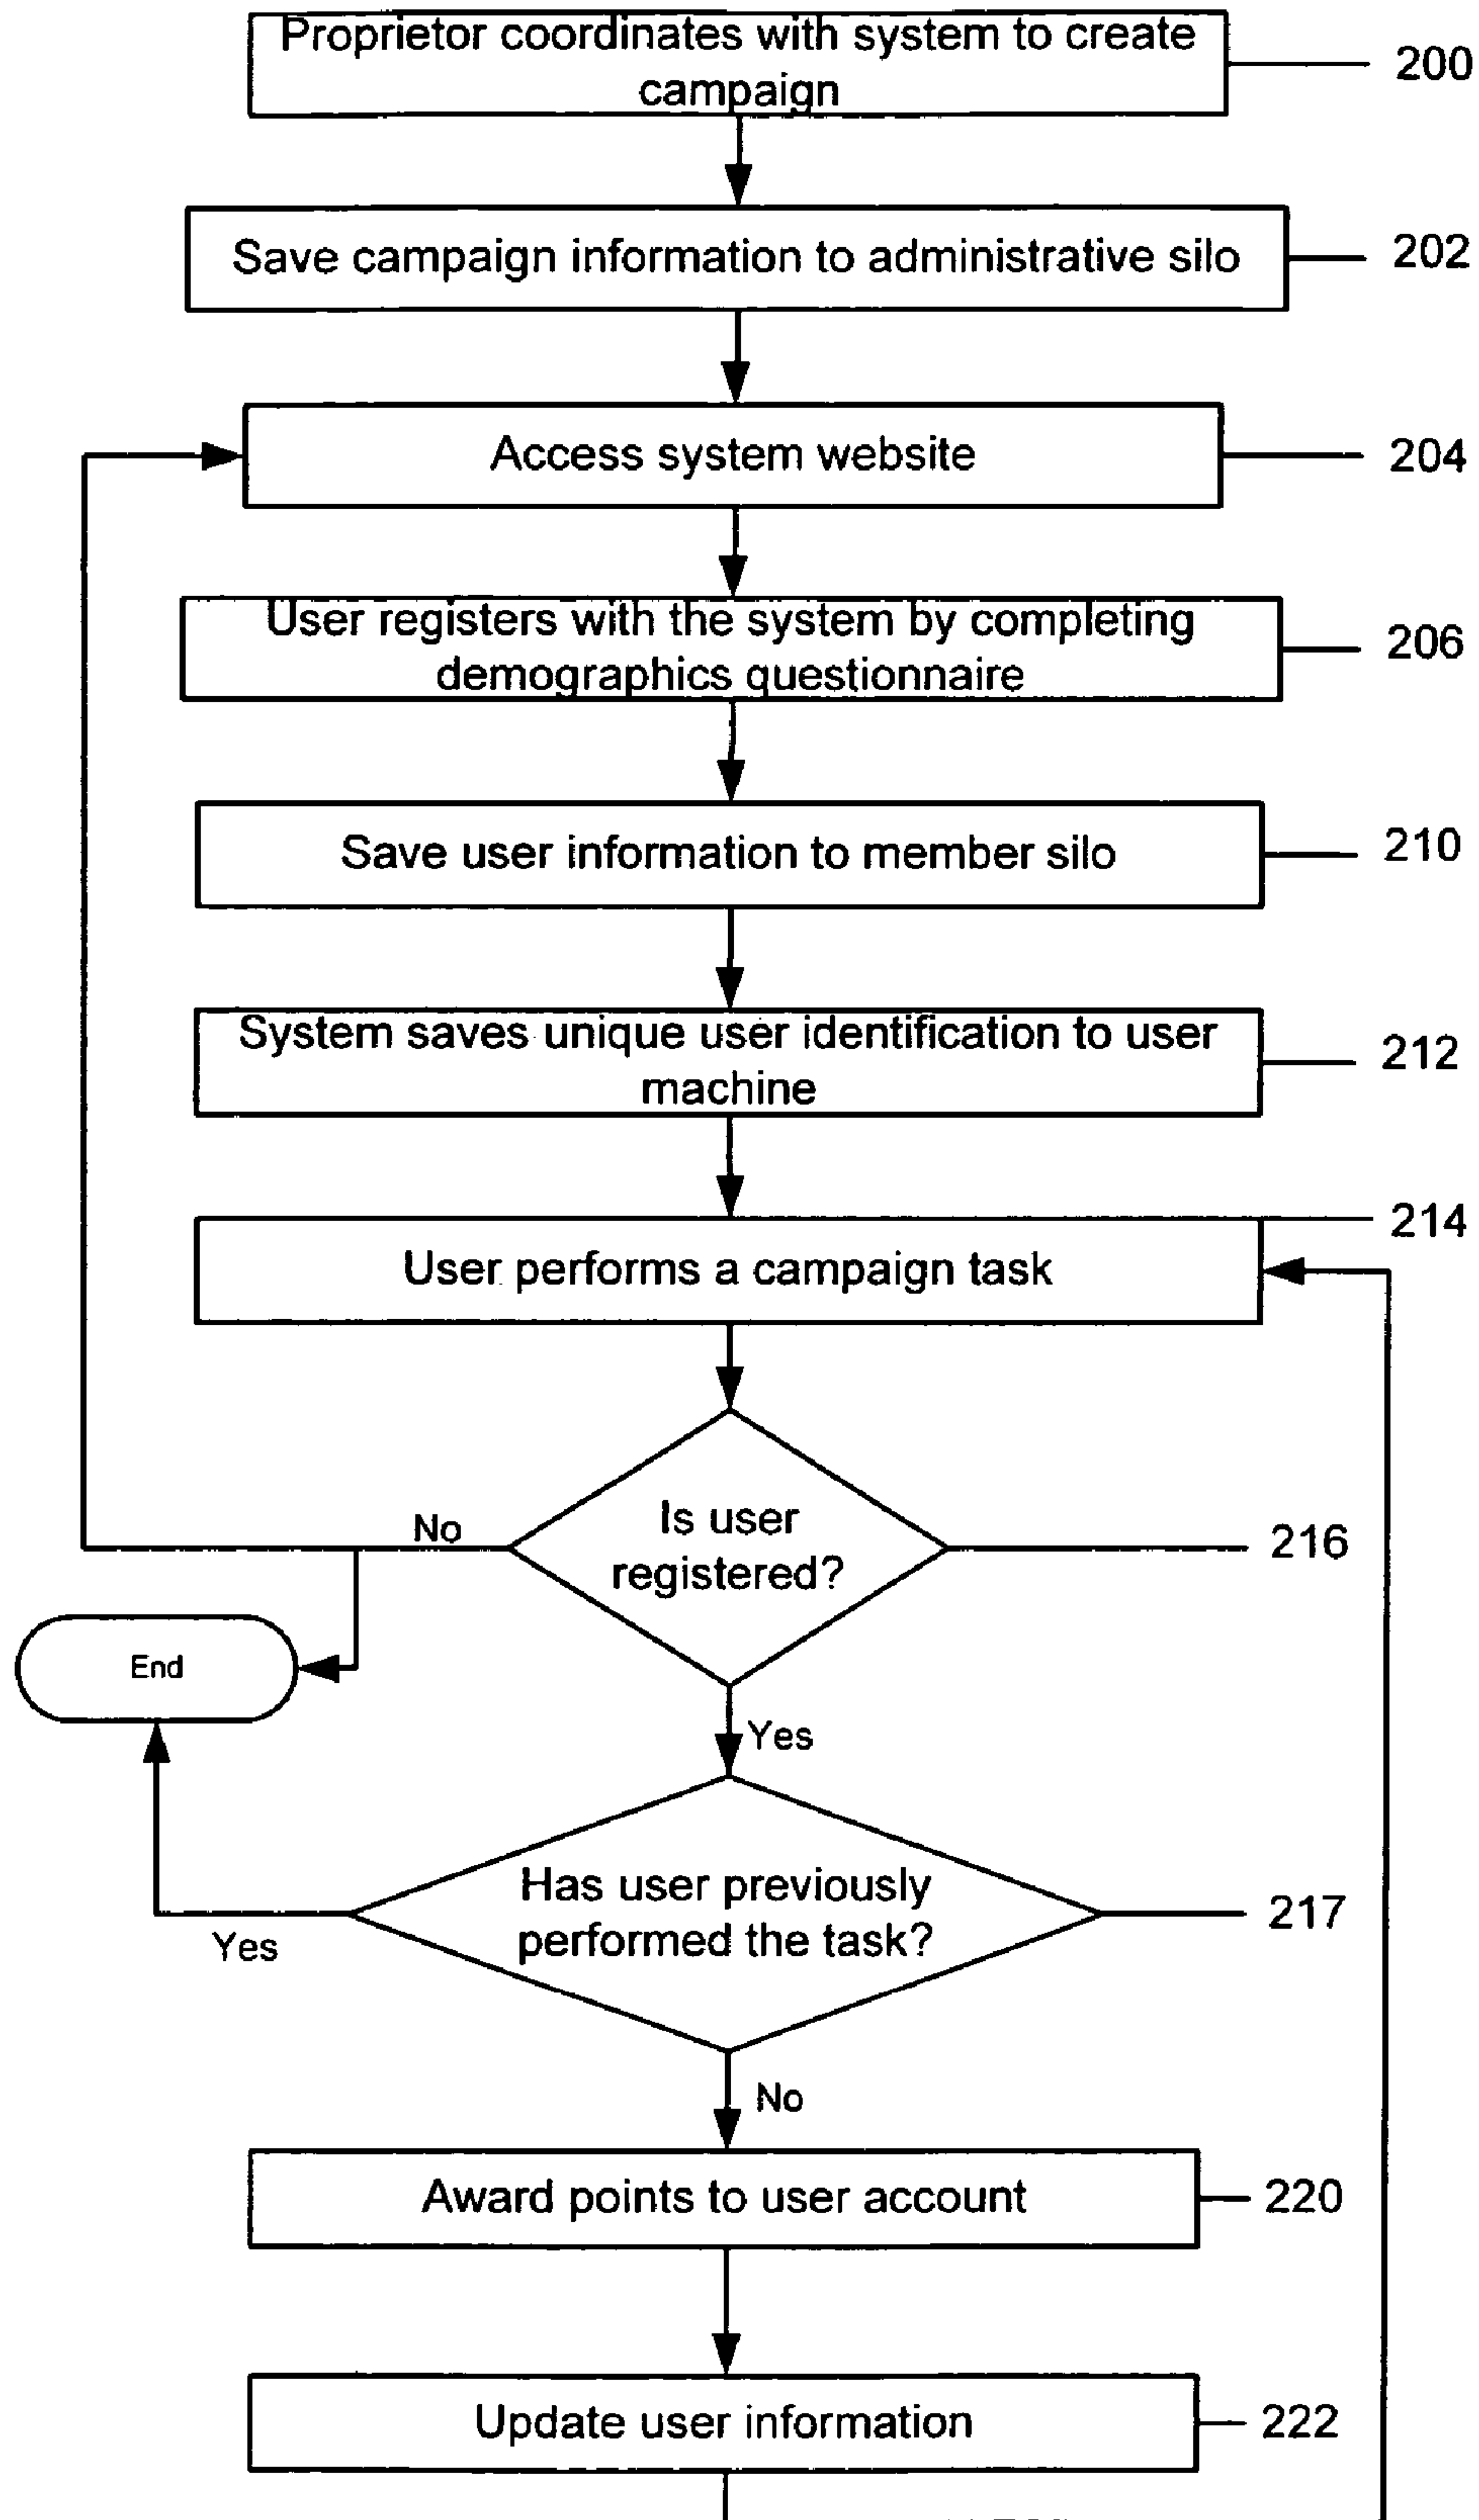 Proprietor coordinates with system to create
campaign
200
Save campaign information to administrative silo
202
Access system website
204
User registers with the system by completing
demographics questionnaire
206
Save user information to member silo
210
System saves unique user identification to user
machine
212
214
User performs a campaign task
No
Is user
registered?
216
End
Yes
Has user previously
performed the task?
217
Yes
No
Award points to user account
220
Update user information
222